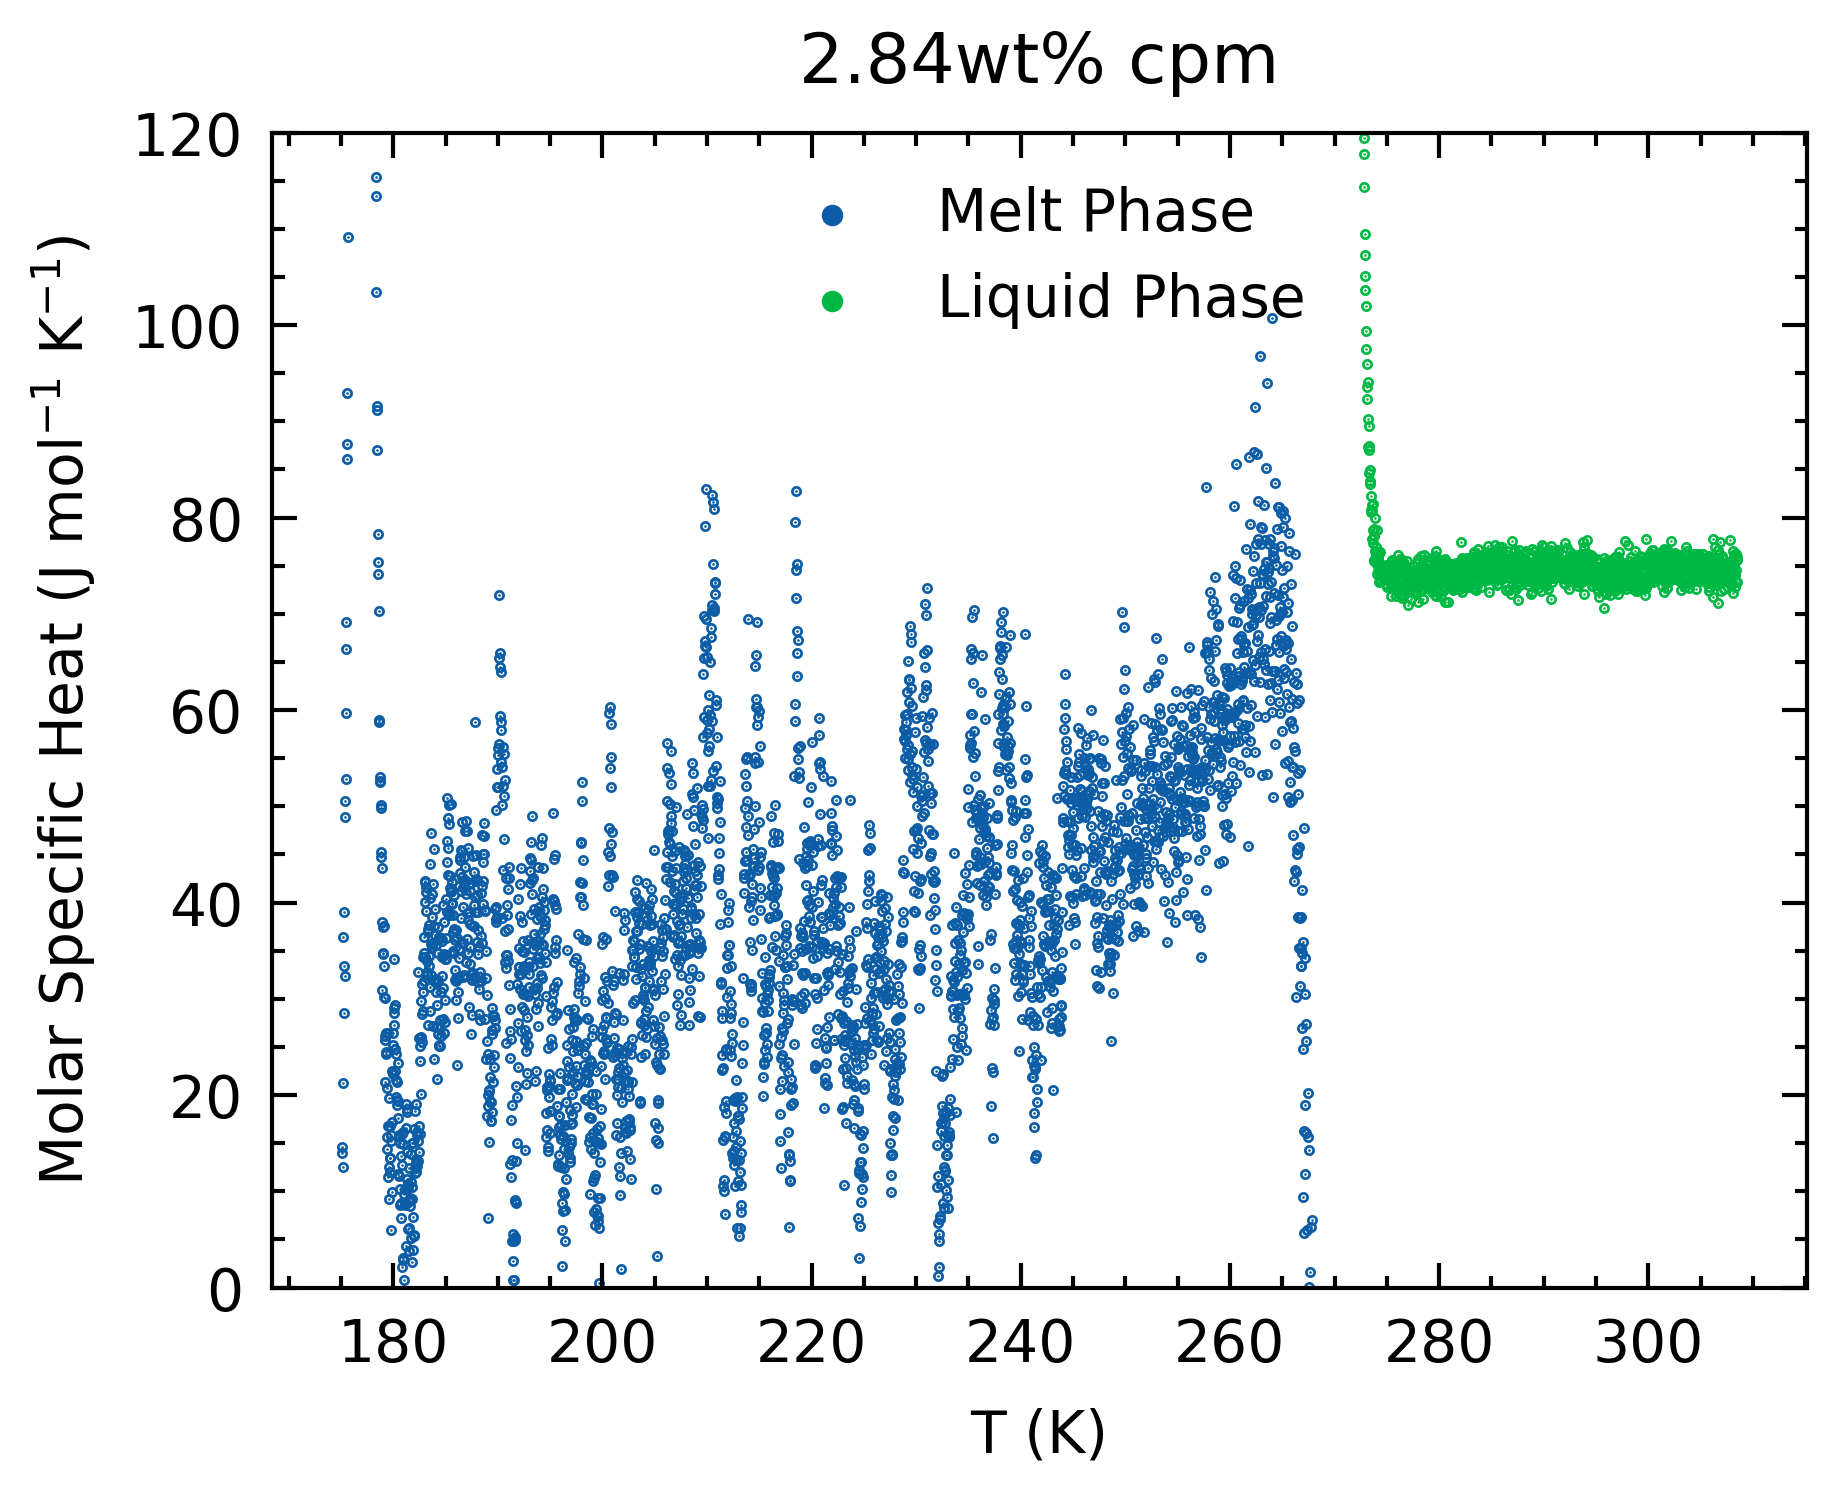 2.84wt% cpm
120
100
80
60
40
20
0
Molar Specific Heat (J mol⁻¹ K⁻¹)
Melt Phase
Liquid Phase
180 200 220 240 260 280 300
T (K)